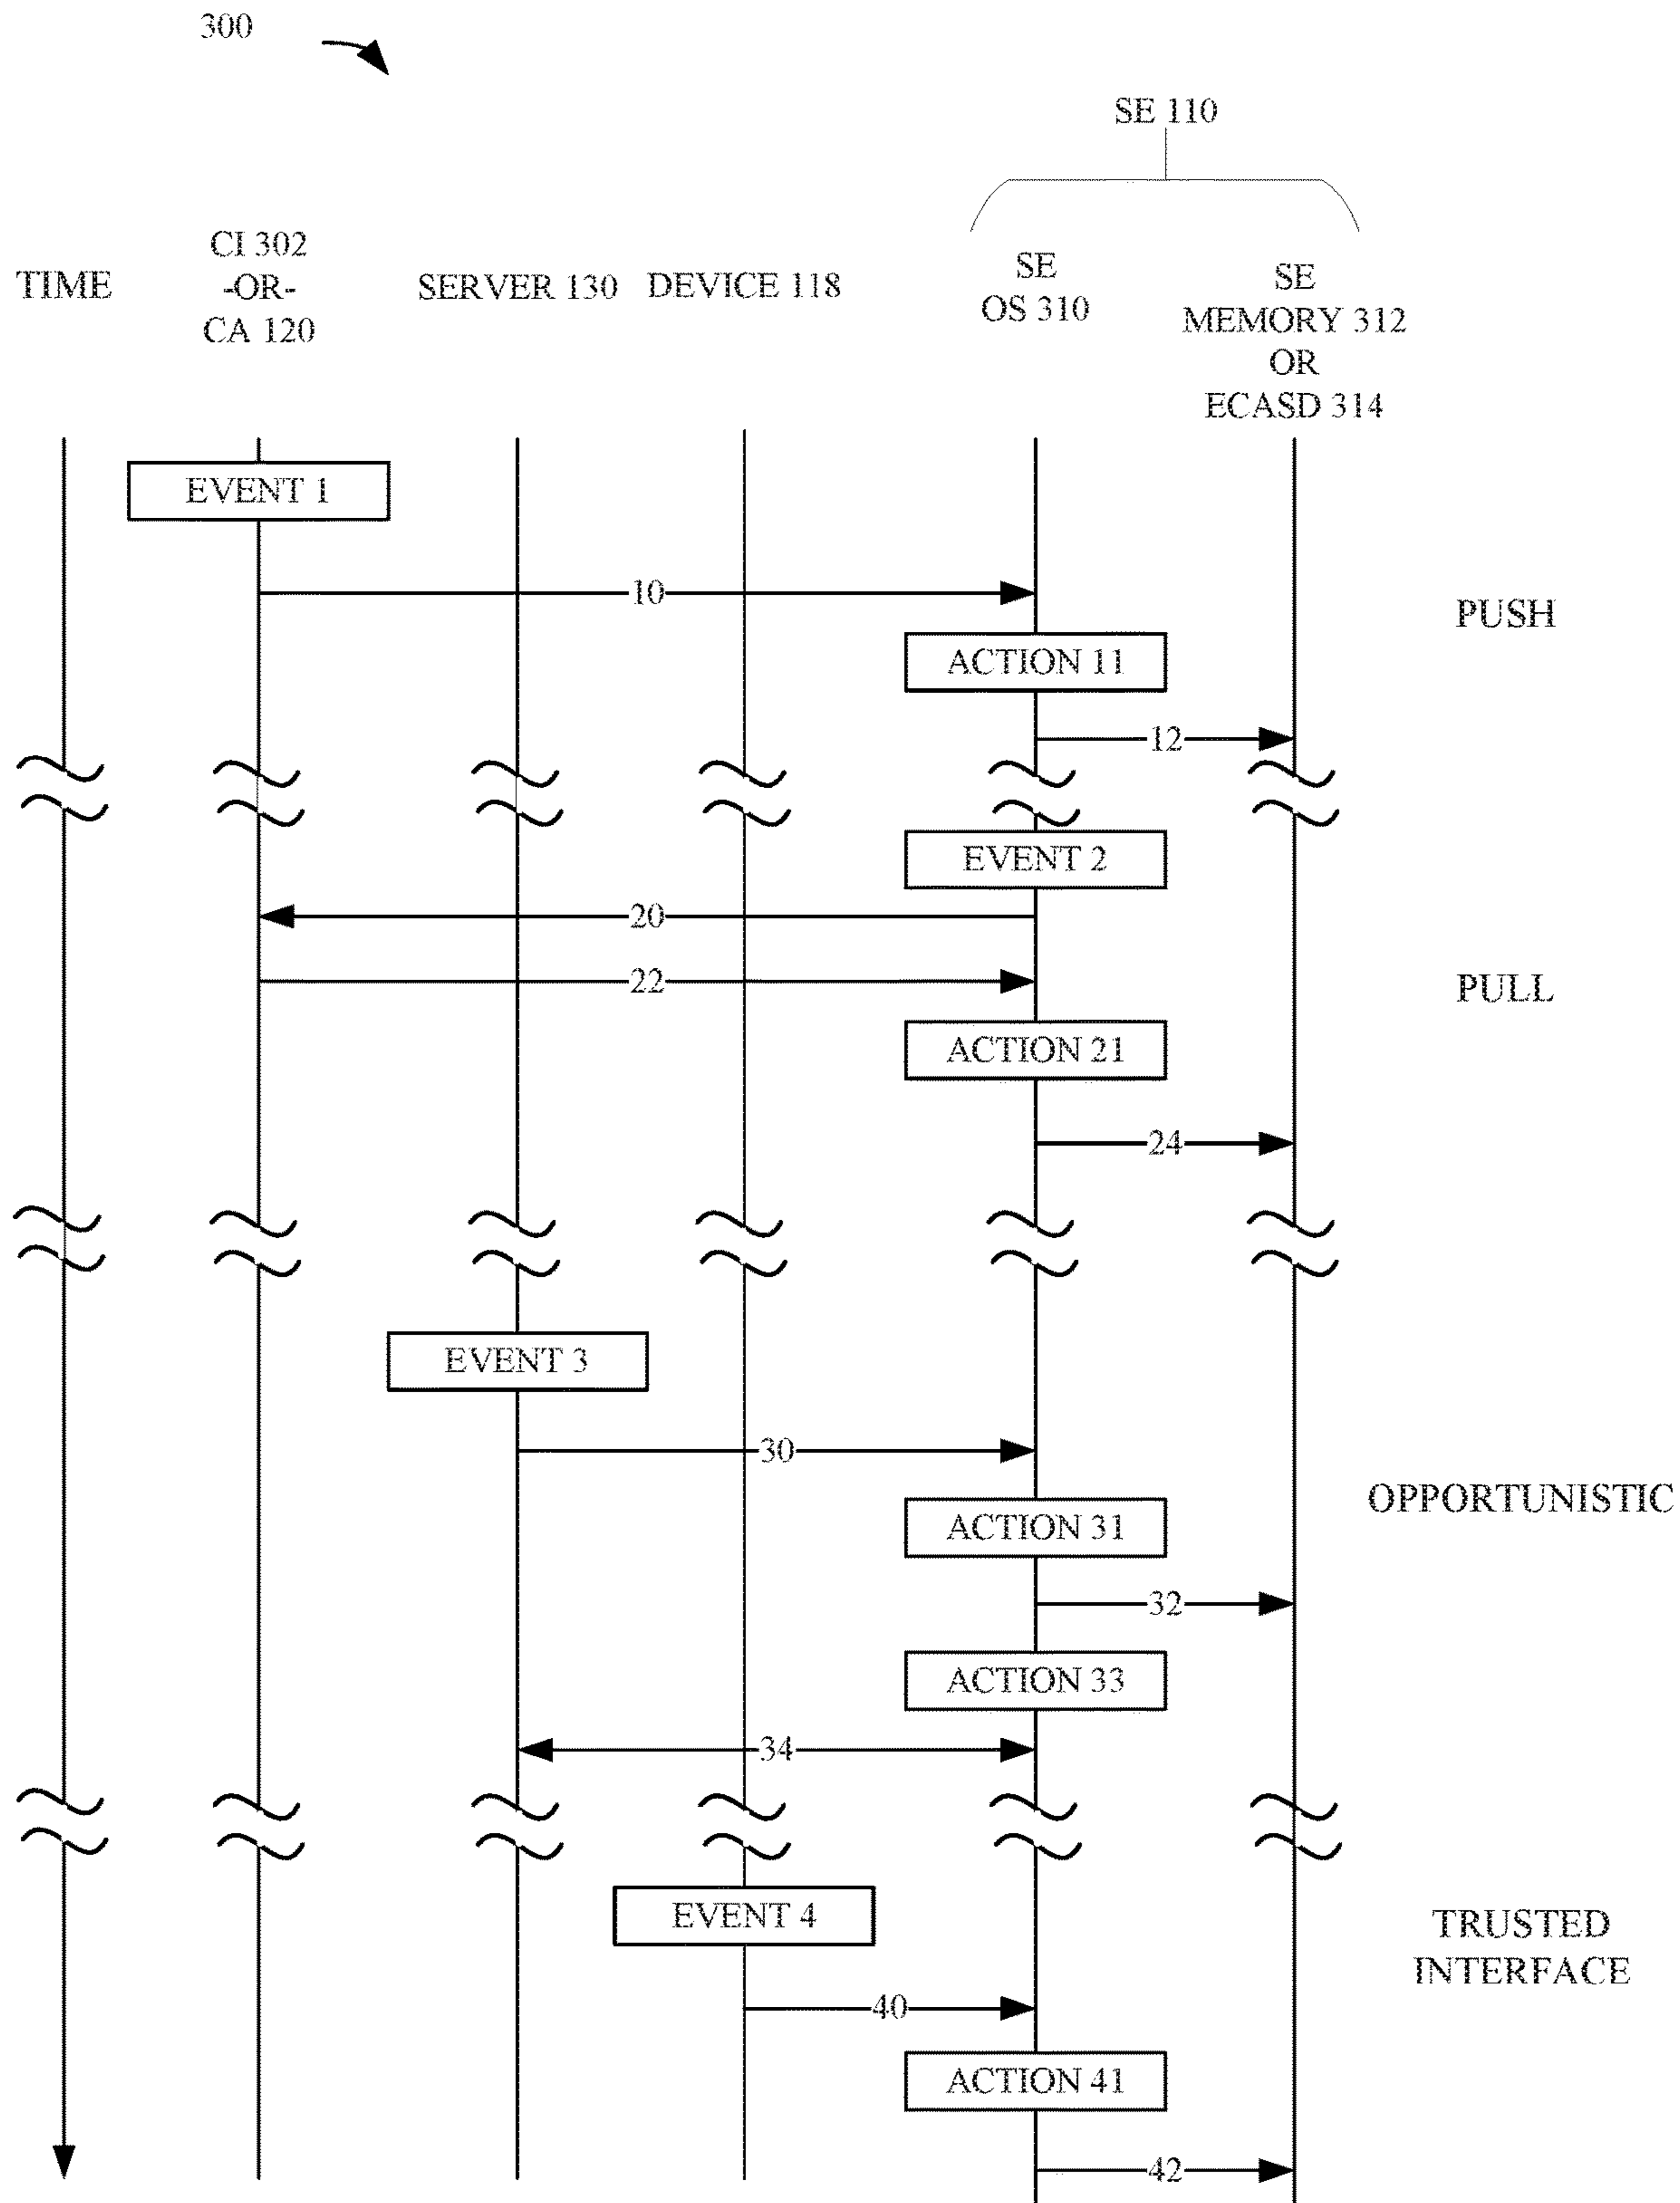 300
SE 110
TIME
CI 302
-OR-
CA 120
SERVER 130
DEVICE 118
SE
OS 310
SE
MEMORY 312
OR
ECASD 314
EVENT 1
10
PUSH
ACTION 11
12
EVENT 2
20
22
PULL
ACTION 21
24
EVENT 3
30
OPPORTUNISTIC
ACTION 31
32
ACTION 33
34
EVENT 4
TRUSTED
INTERFACE
40
ACTION 41
42